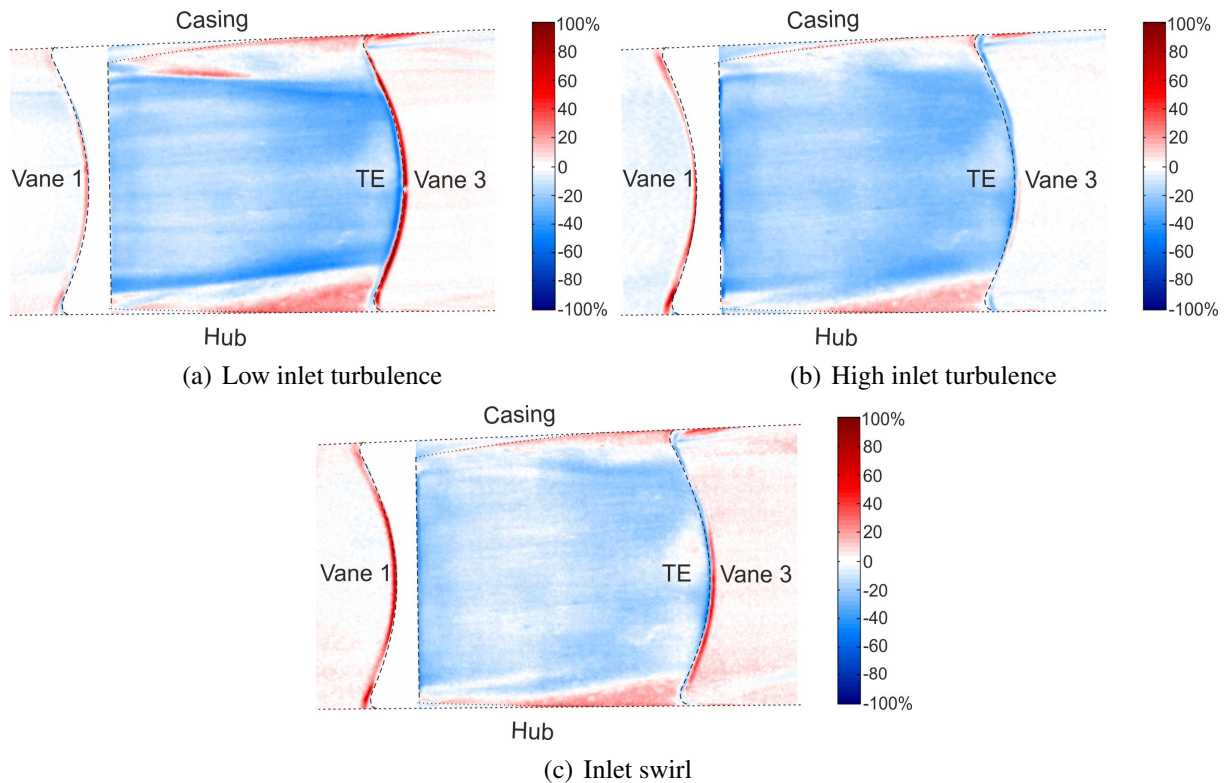 Casing
Vane 1
TE
Vane 3
Hub
100%
80
60
40
20
0
-20
-40
-60
-80
-100%
(a) Low inlet turbulence
Casing
Vane 1
TE
Vane 3
Hub
100%
80
60
40
20
0
-20
-40
-60
-80
-100%
(b) High inlet turbulence
Casing
Vane 1
TE
Vane 3
Hub
100%
80
60
40
20
0
-20
-40
-60
-80
-100%
(c) Inlet swirl